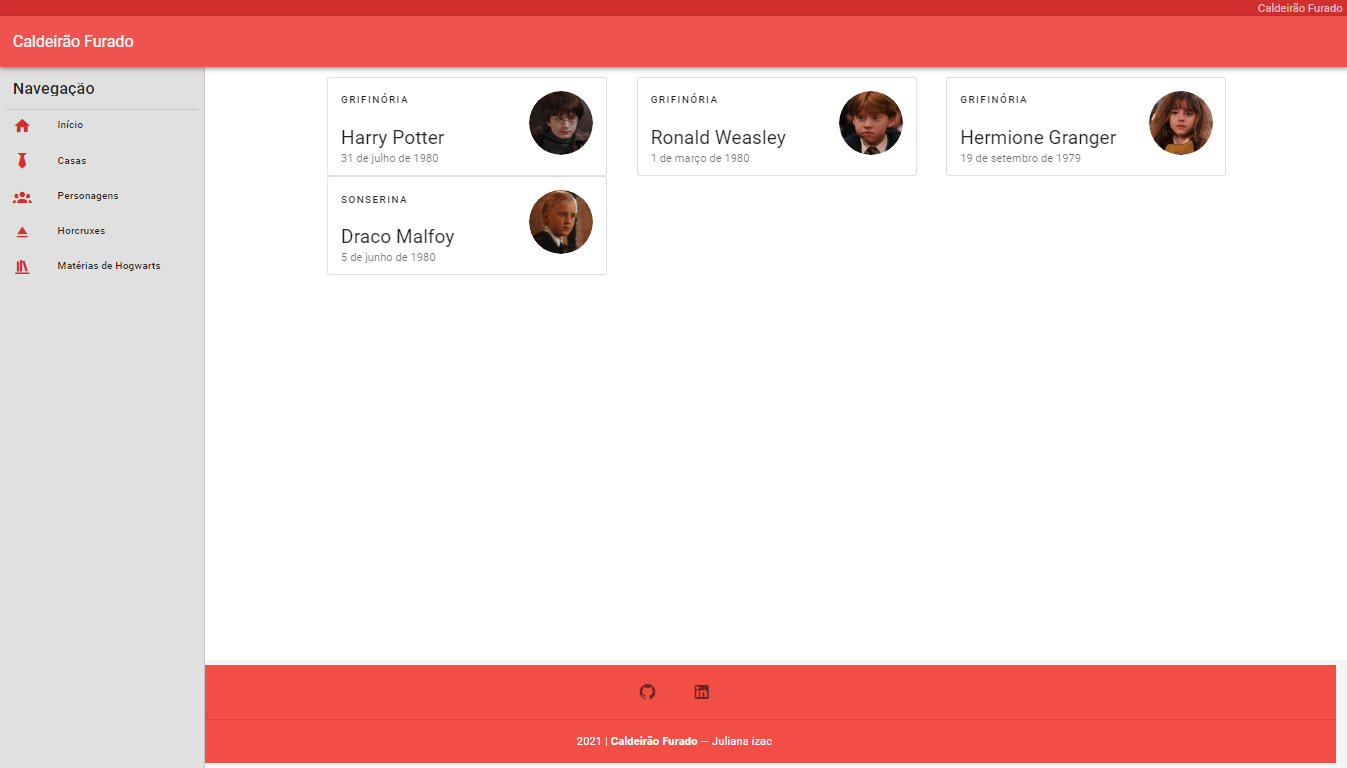 Caldeirão Furado
Caldeirão Furado
Navegação
Início
Casas
Personagens
Horcruxes
Matérias de Hogwarts
GRIFINÓRIA
Harry Potter
31 de julho de 1980
GRIFINÓRIA
Ronald Weasley
1 de março de 1980
GRIFINÓRIA
Hermione Granger
19 de setembro de 1979
SONSERINA
Draco Malfoy
5 de junho de 1980
in
2021 | Caldeirão Furado — Juliana izac